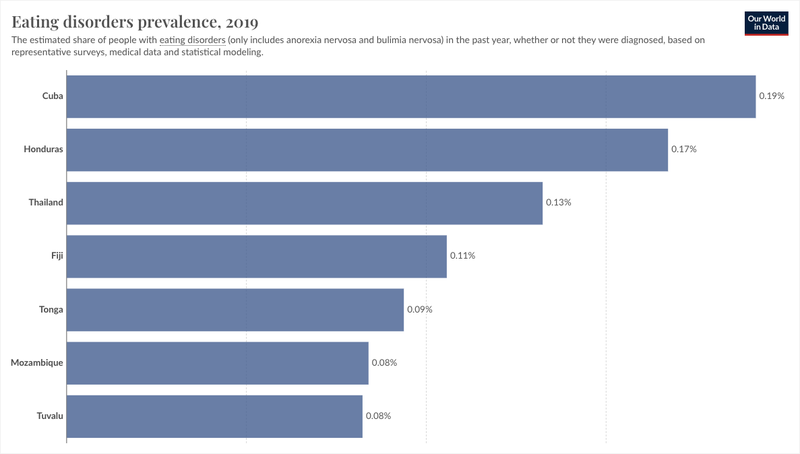 Eating disorders prevalence, 2019
Our World
in Data
The estimated share of people with eating disorders (only includes anorexia nervosa and bulimia nervosa) in the past year, whether or not they were diagnosed, based on
representative surveys, medical data and statistical modeling.
Cuba 0.19%
Honduras 0.17%
Thailand 0.13%
Fiji 0.11%
Tonga 0.09%
Mozambique 0.08%
Tuvalu 0.08%